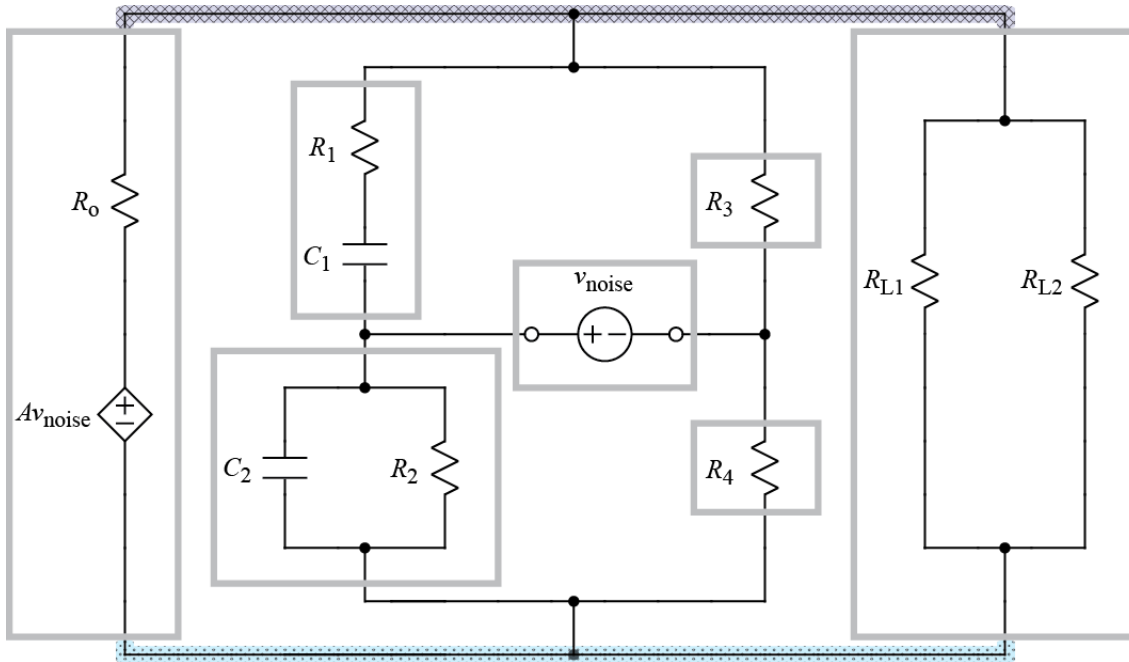 R1
Ro
C1
R3
vnoise
RL1
RL2
+ −
Avnoise
+
−
C2
R2
R4